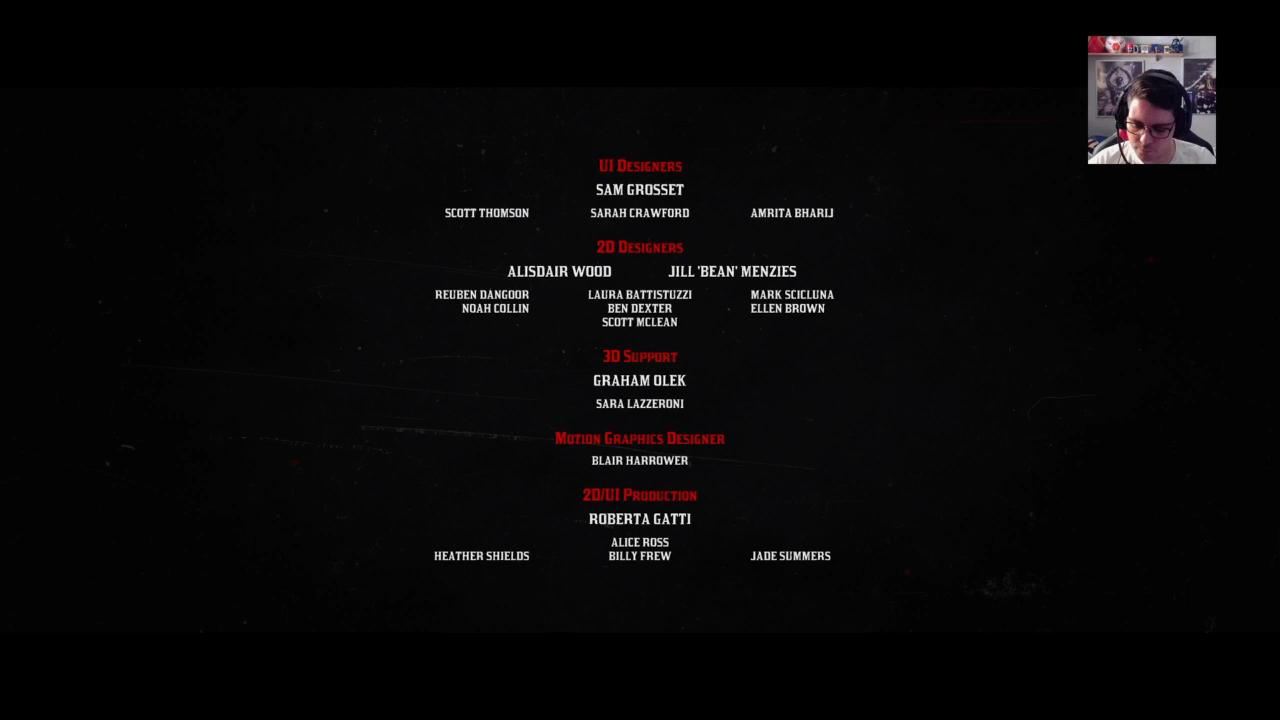 UI DESIGNERS
SAM GROSSET
SCOTT THOMSON SARAH CRAWFORD AMRITA BHARIJ
2D DESIGNERS
ALISDAIR WOOD JILL 'BEAN' MENZIES
REUBEN DANGOOR LAURA BATTISTUZZI MARK SCICLUNA
NOAH COLLIN BEN DEXTER ELLEN BROWN
SCOTT MCLEAN
3D SUPPORT
GRAHAM OLEK
SARA LAZZERONI
MOTION GRAPHICS DESIGNER
BLAIR HARROWER
2D/UI PRODUCTION
ROBERTA GATTI
ALICE ROSS
HEATHER SHIELDS BILLY FREW JADE SUMMERS